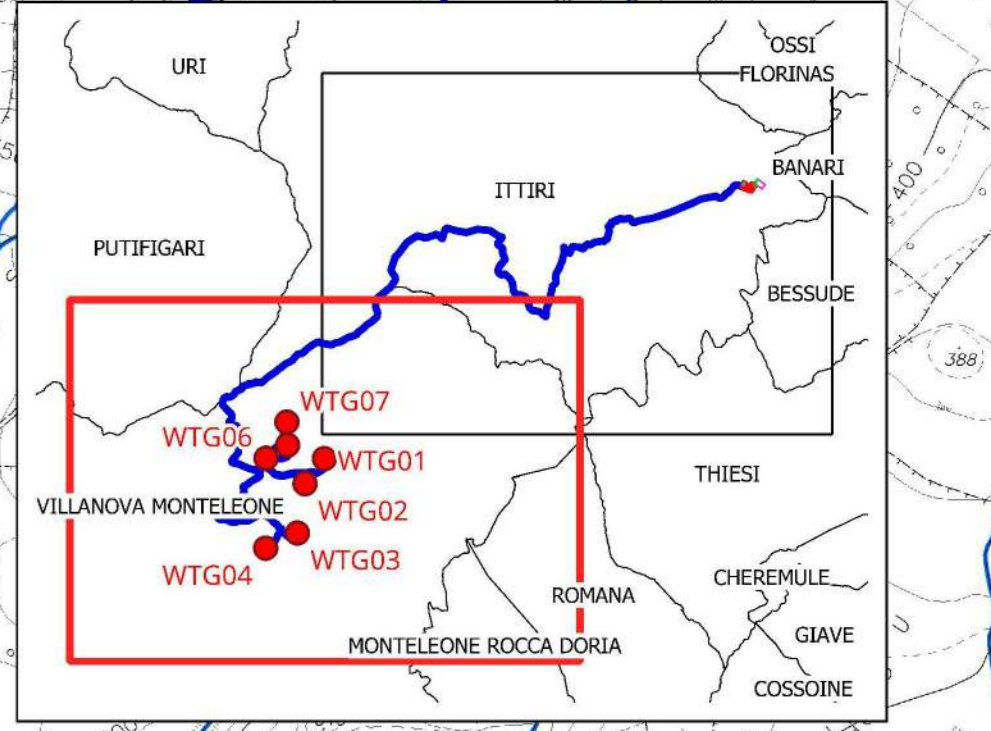 OSSI
URI
FLORINAS
BANARI
400
ITTIRI
PUTIFIGARI
BESSUDE
388
WTG07
WTG06
WTG01
THIESI
VILLANOVA MONTELEONE
WTG02
WTG03
WTG04
CHEREMULE
ROMANA
GIAVE
MONTELEONE ROCCA DORIA
COSSOINE